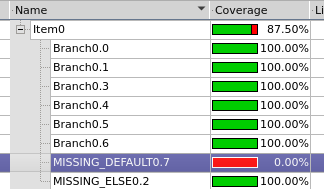 Name Coverage Li
Item0 87.50%
Branch0.0 100.00%
Branch0.1 100.00%
Branch0.3 100.00%
Branch0.4 100.00%
Branch0.5 100.00%
Branch0.6 100.00%
MISSING_DEFAULT0.7 0.00%
MISSING_ELSE0.2 100.00%